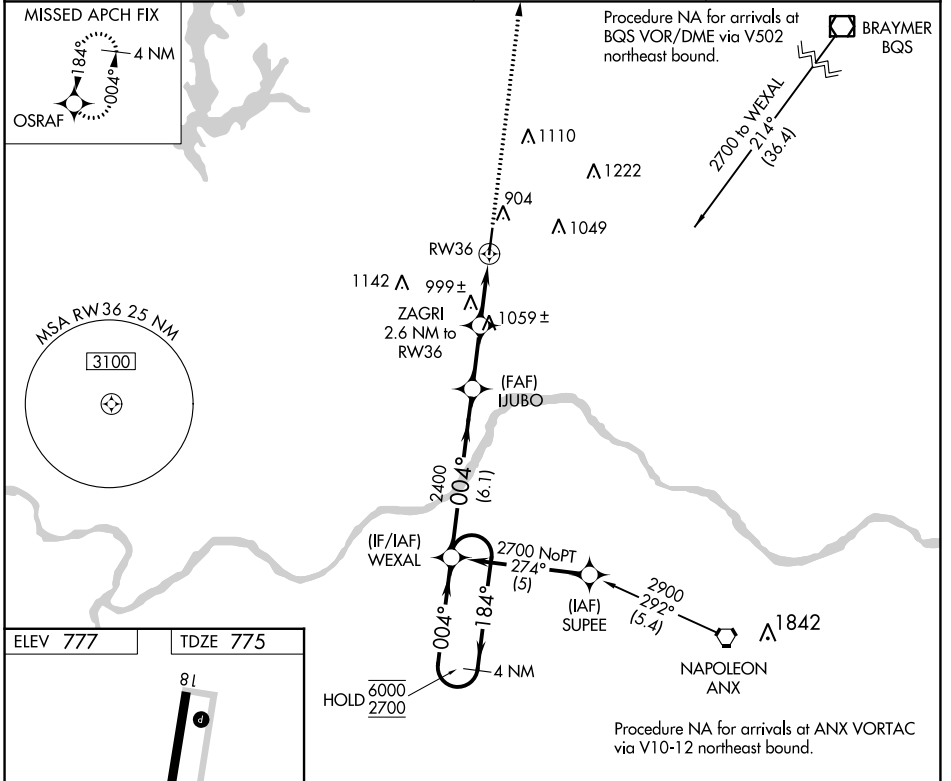 MISSED APCH FIX
4 NM
184°
004°
OSRAF
Procedure NA for arrivals at
BQS VOR/DME via V502
northeast bound.
BRAYMER
BQS
2700 to WEXAL
214°
(36.4)
1110
1222
904
1049
RW36
1142
999±
ZAGRI
2.6 NM to
RW36
1059±
MSA RW36 25 NM
3100
(FAF)
IJUBO
2400
004°
(6.1)
(IF/IAF)
WEXAL
2700 NoPT
274°
(5)
(IAF)
SUPEE
2900
292°
(5.4)
1842
NAPOLEON
ANX
004°
184°
4 NM
HOLD 6000
2700
ELEV 777
TDZE 775
18
P
Procedure NA for arrivals at ANX VORTAC
via V10-12 northeast bound.